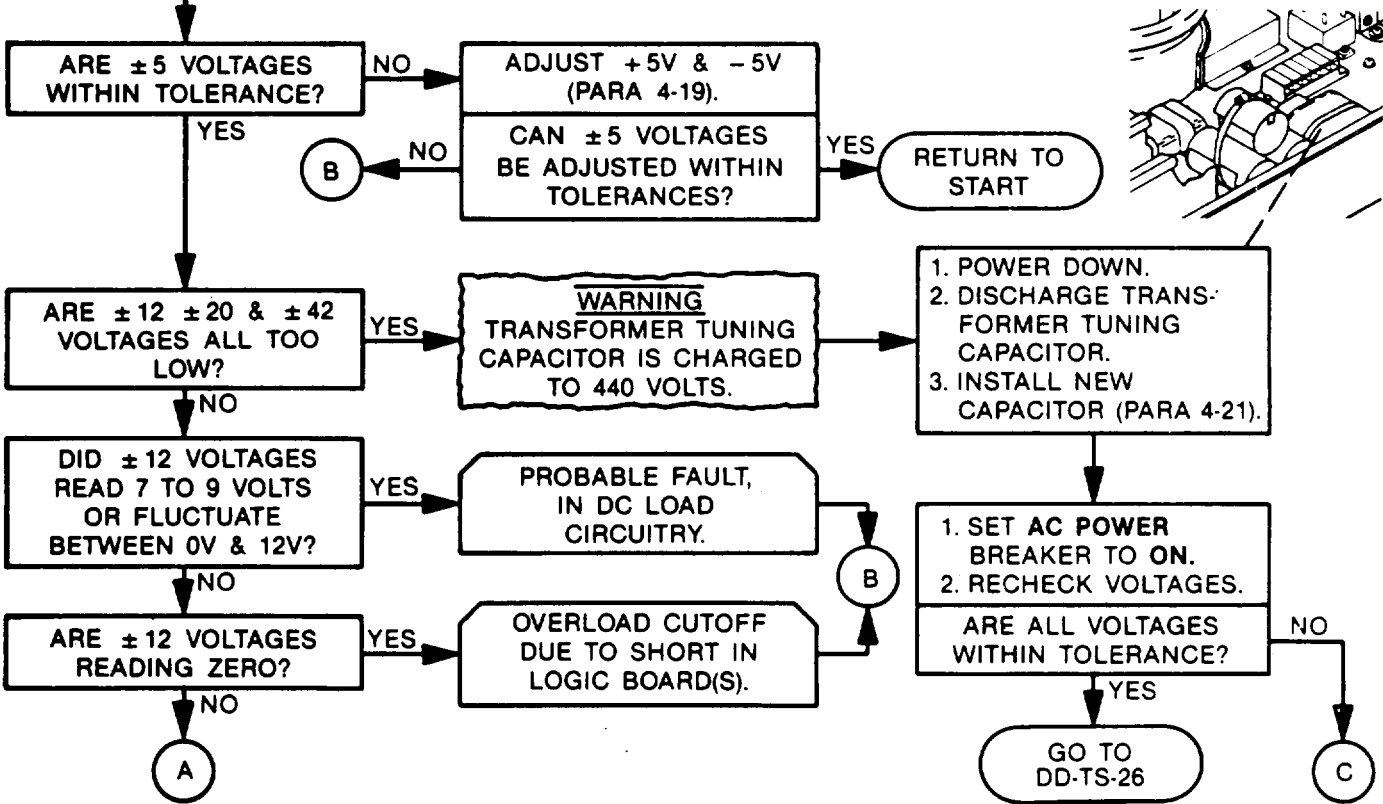 ARE ±5 VOLTAGES
WITHIN TOLERANCE?
NO
ADJUST +5V & −5V
(PARA 4-19).
YES
B
NO
CAN ±5 VOLTAGES
BE ADJUSTED WITHIN
TOLERANCES?
YES
RETURN TO
START
ARE ±12 ±20 & ±42
VOLTAGES ALL TOO
LOW?
YES
WARNING
TRANSFORMER TUNING
CAPACITOR IS CHARGED
TO 440 VOLTS.
1. POWER DOWN.
2. DISCHARGE TRANS-
FORMER TUNING
CAPACITOR.
3. INSTALL NEW
CAPACITOR (PARA 4-21).
NO
DID ±12 VOLTAGES
READ 7 TO 9 VOLTS
OR FLUCTUATE
BETWEEN 0V & 12V?
YES
PROBABLE FAULT,
IN DC LOAD
CIRCUITRY.
B
1. SET AC POWER
BREAKER TO ON.
2. RECHECK VOLTAGES.
NO
ARE ±12 VOLTAGES
READING ZERO?
YES
OVERLOAD CUTOFF
DUE TO SHORT IN
LOGIC BOARD(S).
ARE ALL VOLTAGES
WITHIN TOLERANCE?
NO
NO
A
YES
GO TO
DD-TS-26
C